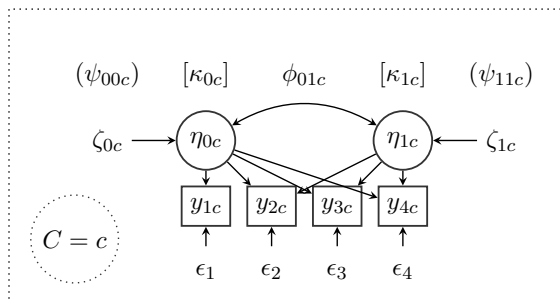 (ψ₀₀c) [κ₀c] ϕ₀₁c [κ₁c] (ψ₁₁c)
ζ₀c η₀c η₁c ζ₁c
y₁c y₂c y₃c y₄c
C = c
ϵ₁ ϵ₂ ϵ₃ ϵ₄